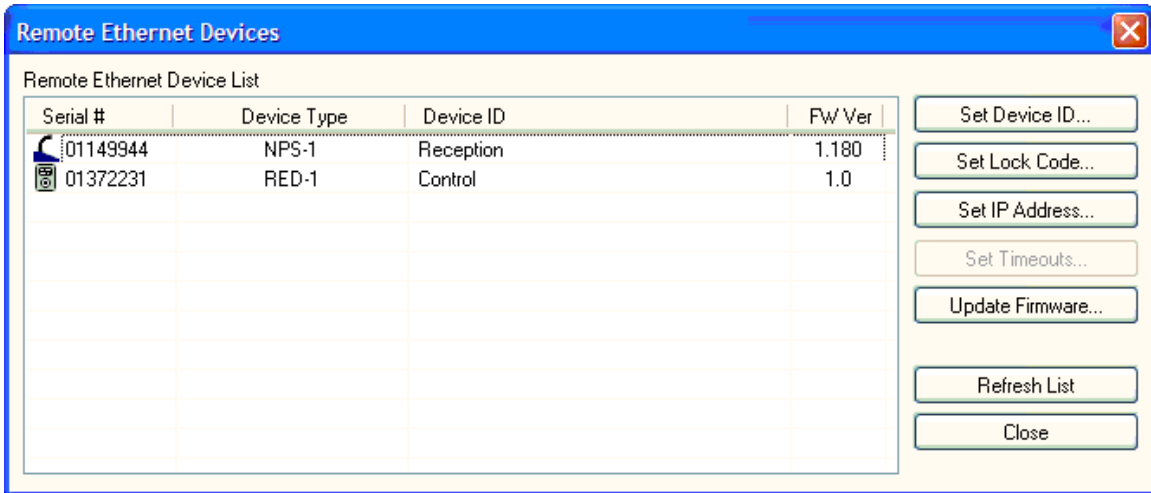 Remote Ethernet Devices
Remote Ethernet Device List
Serial # Device Type Device ID FW Ver
01149944 NPS-1 Reception 1.180
01372231 RED-1 Control 1.0
Set Device ID...
Set Lock Code...
Set IP Address...
Set Timeouts...
Update Firmware...
Refresh List
Close